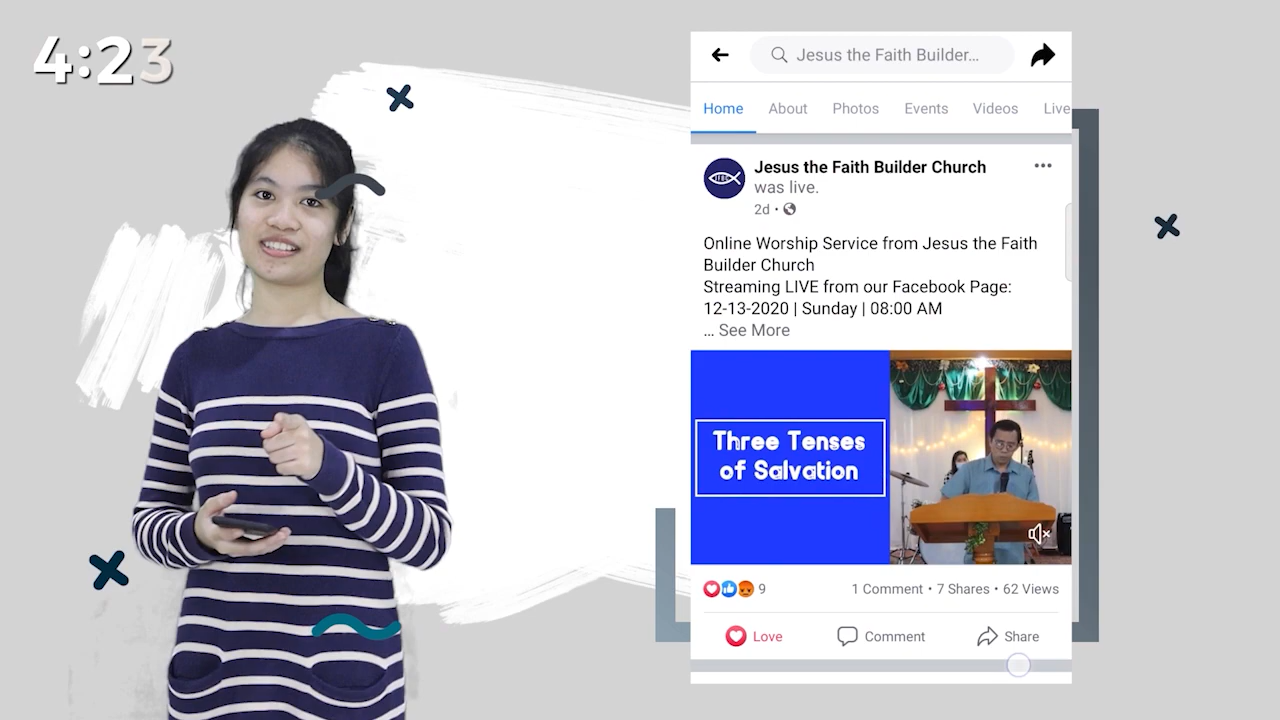 4:23
Jesus the Faith Builder...
Home About Photos Events Videos Live
Jesus the Faith Builder Church
was live.
2d
Online Worship Service from Jesus the Faith
Builder Church
Streaming LIVE from our Facebook Page:
12-13-2020 | Sunday | 08:00 AM
... See More
Three Tenses
of Salvation
9
1 Comment • 7 Shares • 62 Views
Love Comment Share